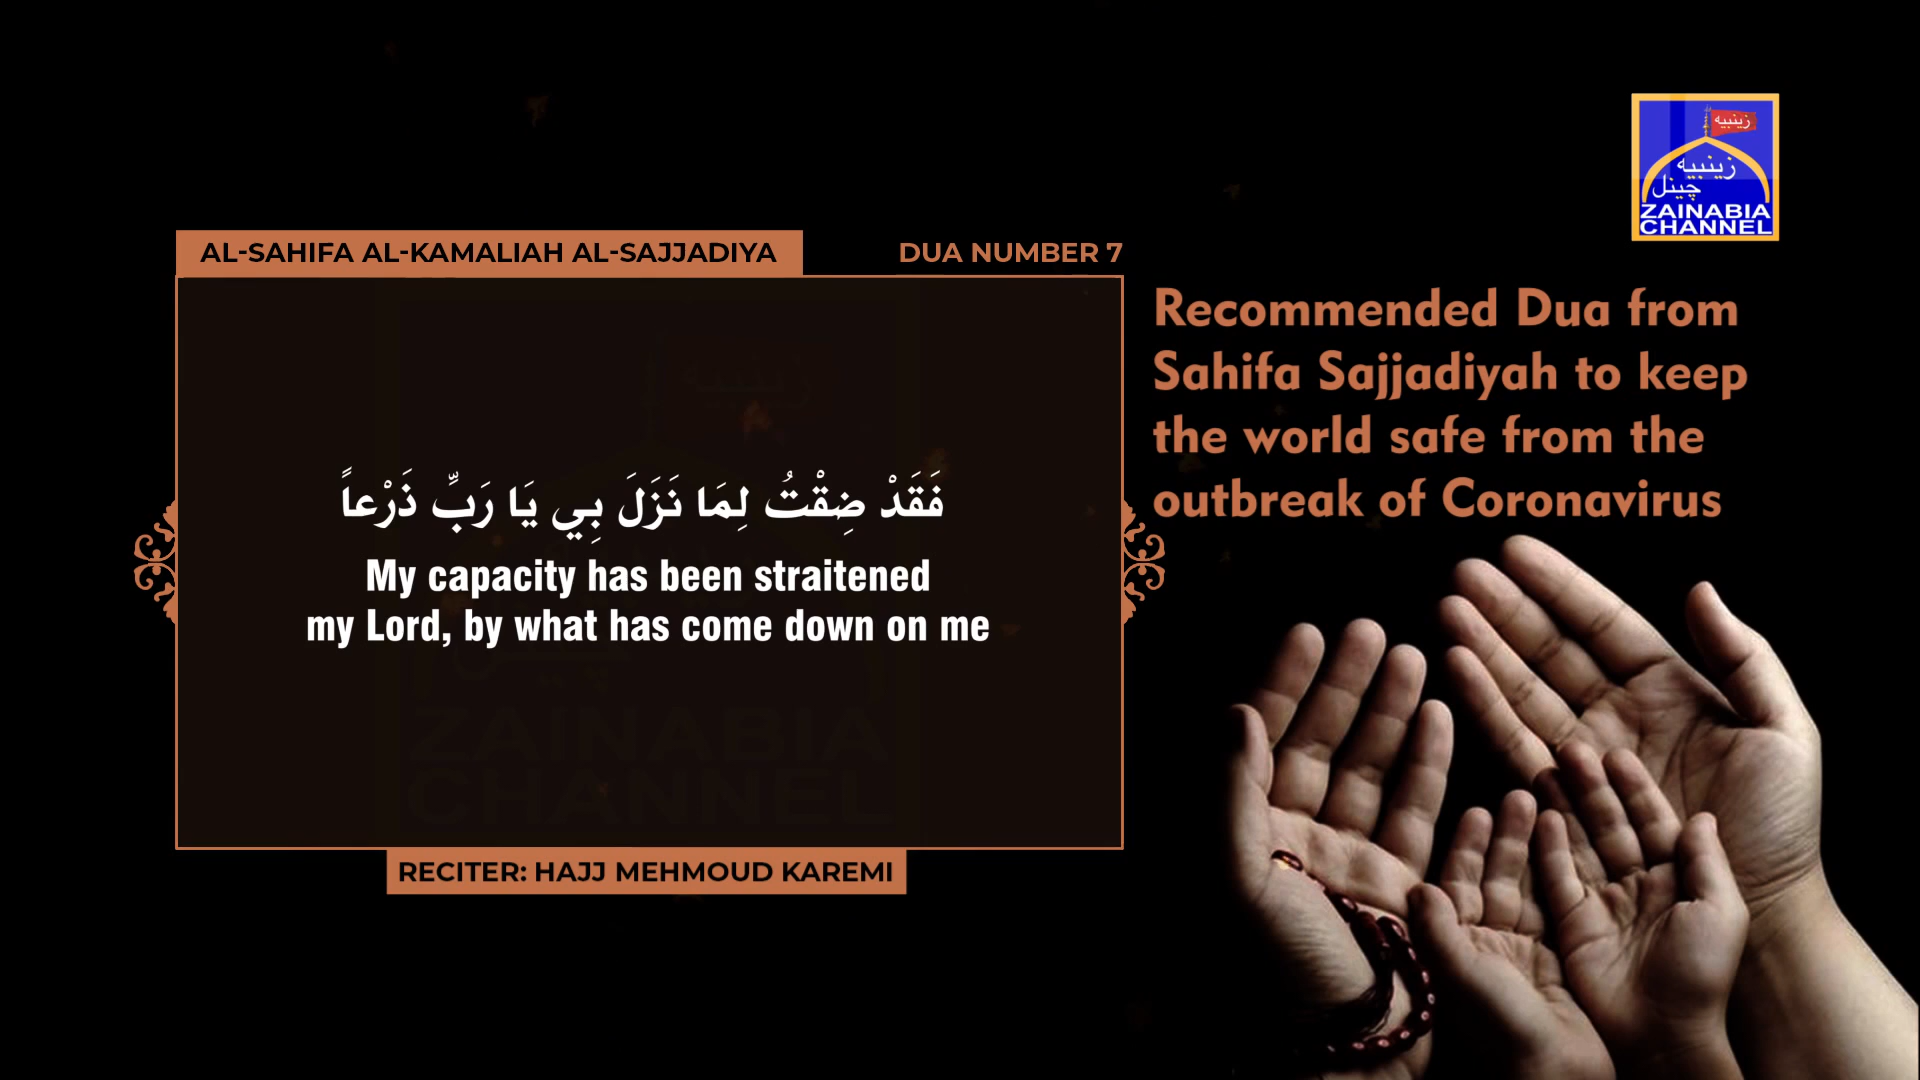 زينبيه
زينبيه
چينل
ZAINABIA
CHANNEL
AL-SAHIFA AL-KAMALIAH AL-SAJJADIYA
DUA NUMBER 7
فَقَدْ ضِقْتُ لِمَا نَزَلَ بِي يَا رَبِّ ذَرْعاً
My capacity has been straitened
my Lord, by what has come down on me
ZAINABIA
CHANNEL
RECITER: HAJJ MEHMOUD KAREMI
Recommended Dua from
Sahifa Sajjadiyah to keep
the world safe from the
outbreak of Coronavirus